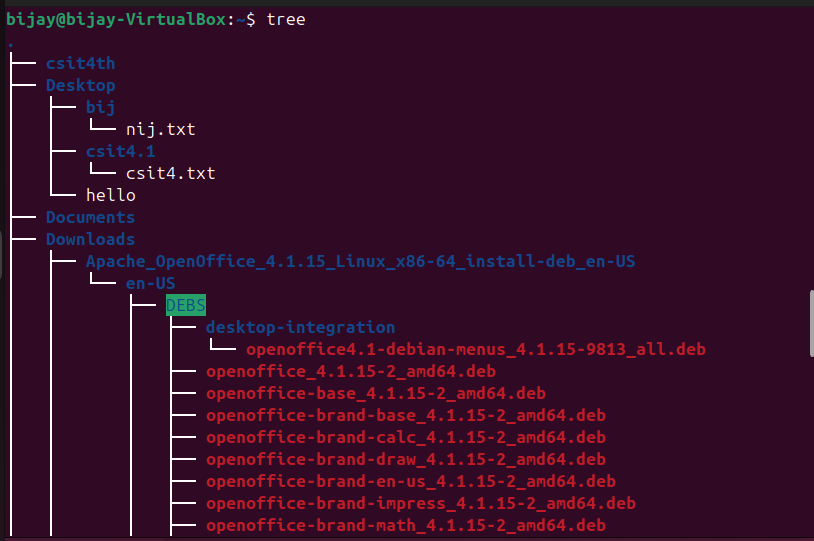 bijay@bijay-VirtualBox:~$ tree
.
├── csit4th
├── Desktop
│   ├── bij
│   │   └── nij.txt
│   ├── csit4.1
│   │   └── csit4.txt
│   └── hello
├── Documents
├── Downloads
│   ├── Apache_OpenOffice_4.1.15_Linux_x86-64_install-deb_en-US
│   │   └── en-US
│   │       ├── DEBS
│   │       │   ├── desktop-integration
│   │       │   │   └── openoffice4.1-debian-menus_4.1.15-9813_all.deb
│   │       │   ├── openoffice_4.1.15-2_amd64.deb
│   │       │   ├── openoffice-base_4.1.15-2_amd64.deb
│   │       │   ├── openoffice-brand-base_4.1.15-2_amd64.deb
│   │       │   ├── openoffice-brand-calc_4.1.15-2_amd64.deb
│   │       │   ├── openoffice-brand-draw_4.1.15-2_amd64.deb
│   │       │   ├── openoffice-brand-en-us_4.1.15-2_amd64.deb
│   │       │   ├── openoffice-brand-impress_4.1.15-2_amd64.deb
│   │       │   ├── openoffice-brand-math_4.1.15-2_amd64.deb